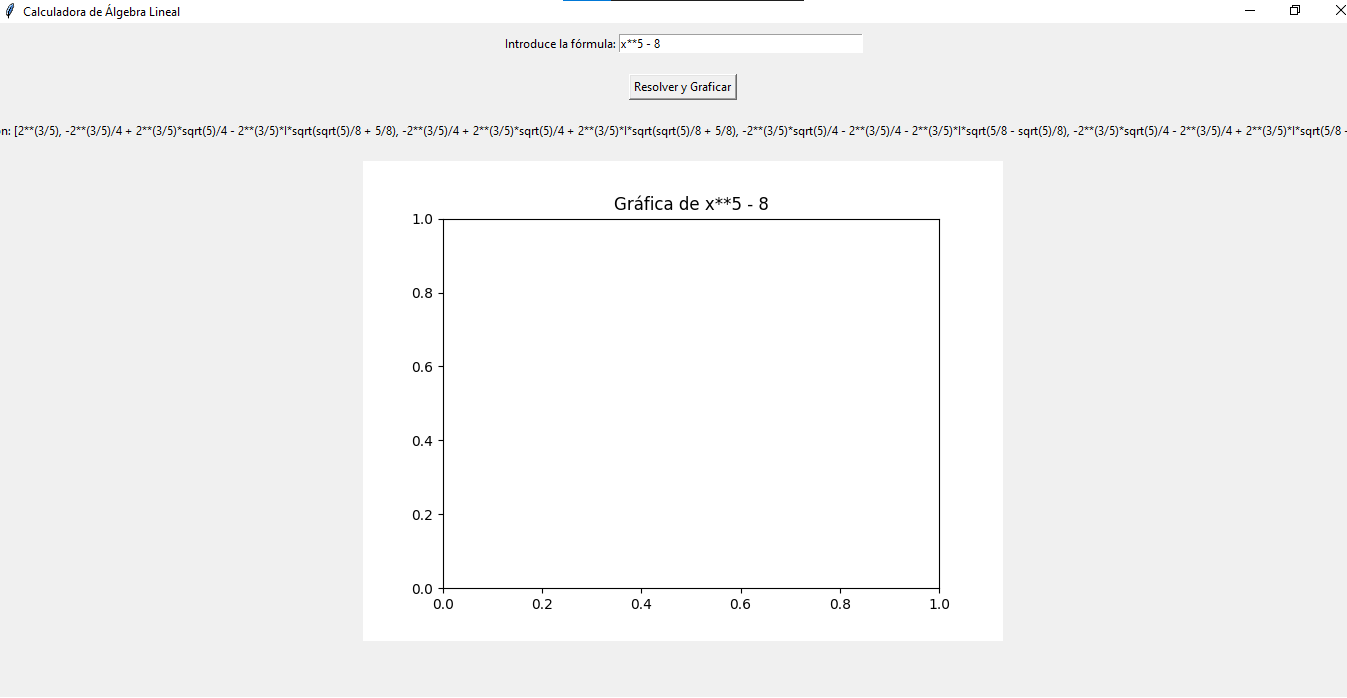 Calculadora de Álgebra Lineal
Introduce la fórmula: x**5 - 8
Resolver y Graficar
n: [2**(3/5), -2**(3/5)/4 + 2**(3/5)*sqrt(5)/4 - 2**(3/5)*I*sqrt(sqrt(5)/8 + 5/8), -2**(3/5)/4 + 2**(3/5)*sqrt(5)/4 + 2**(3/5)*I*sqrt(sqrt(5)/8 + 5/8), -2**(3/5)*sqrt(5)/4 - 2**(3/5)/4 - 2**(3/5)*I*sqrt(5/8 - sqrt(5)/8), -2**(3/5)*sqrt(5)/4 - 2**(3/5)/4 + 2**(3/5)*I*sqrt(5/8 -
Gráfica de x**5 - 8
1.0
0.8
0.6
0.4
0.2
0.0
0.0 0.2 0.4 0.6 0.8 1.0